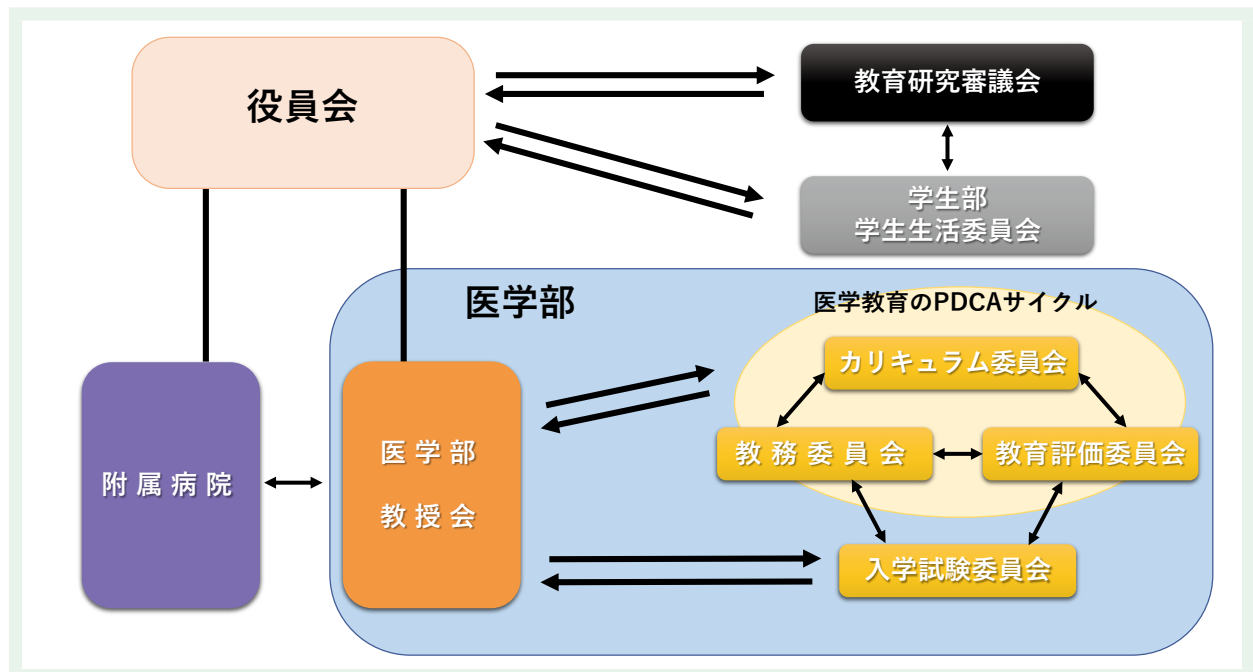 役員会
教育研究審議会
学生部
学生生活委員会
医学部
医学教育のPDCAサイクル
カリキュラム委員会
教務委員会
教育評価委員会
入学試験委員会
附属病院
医学部
教授会